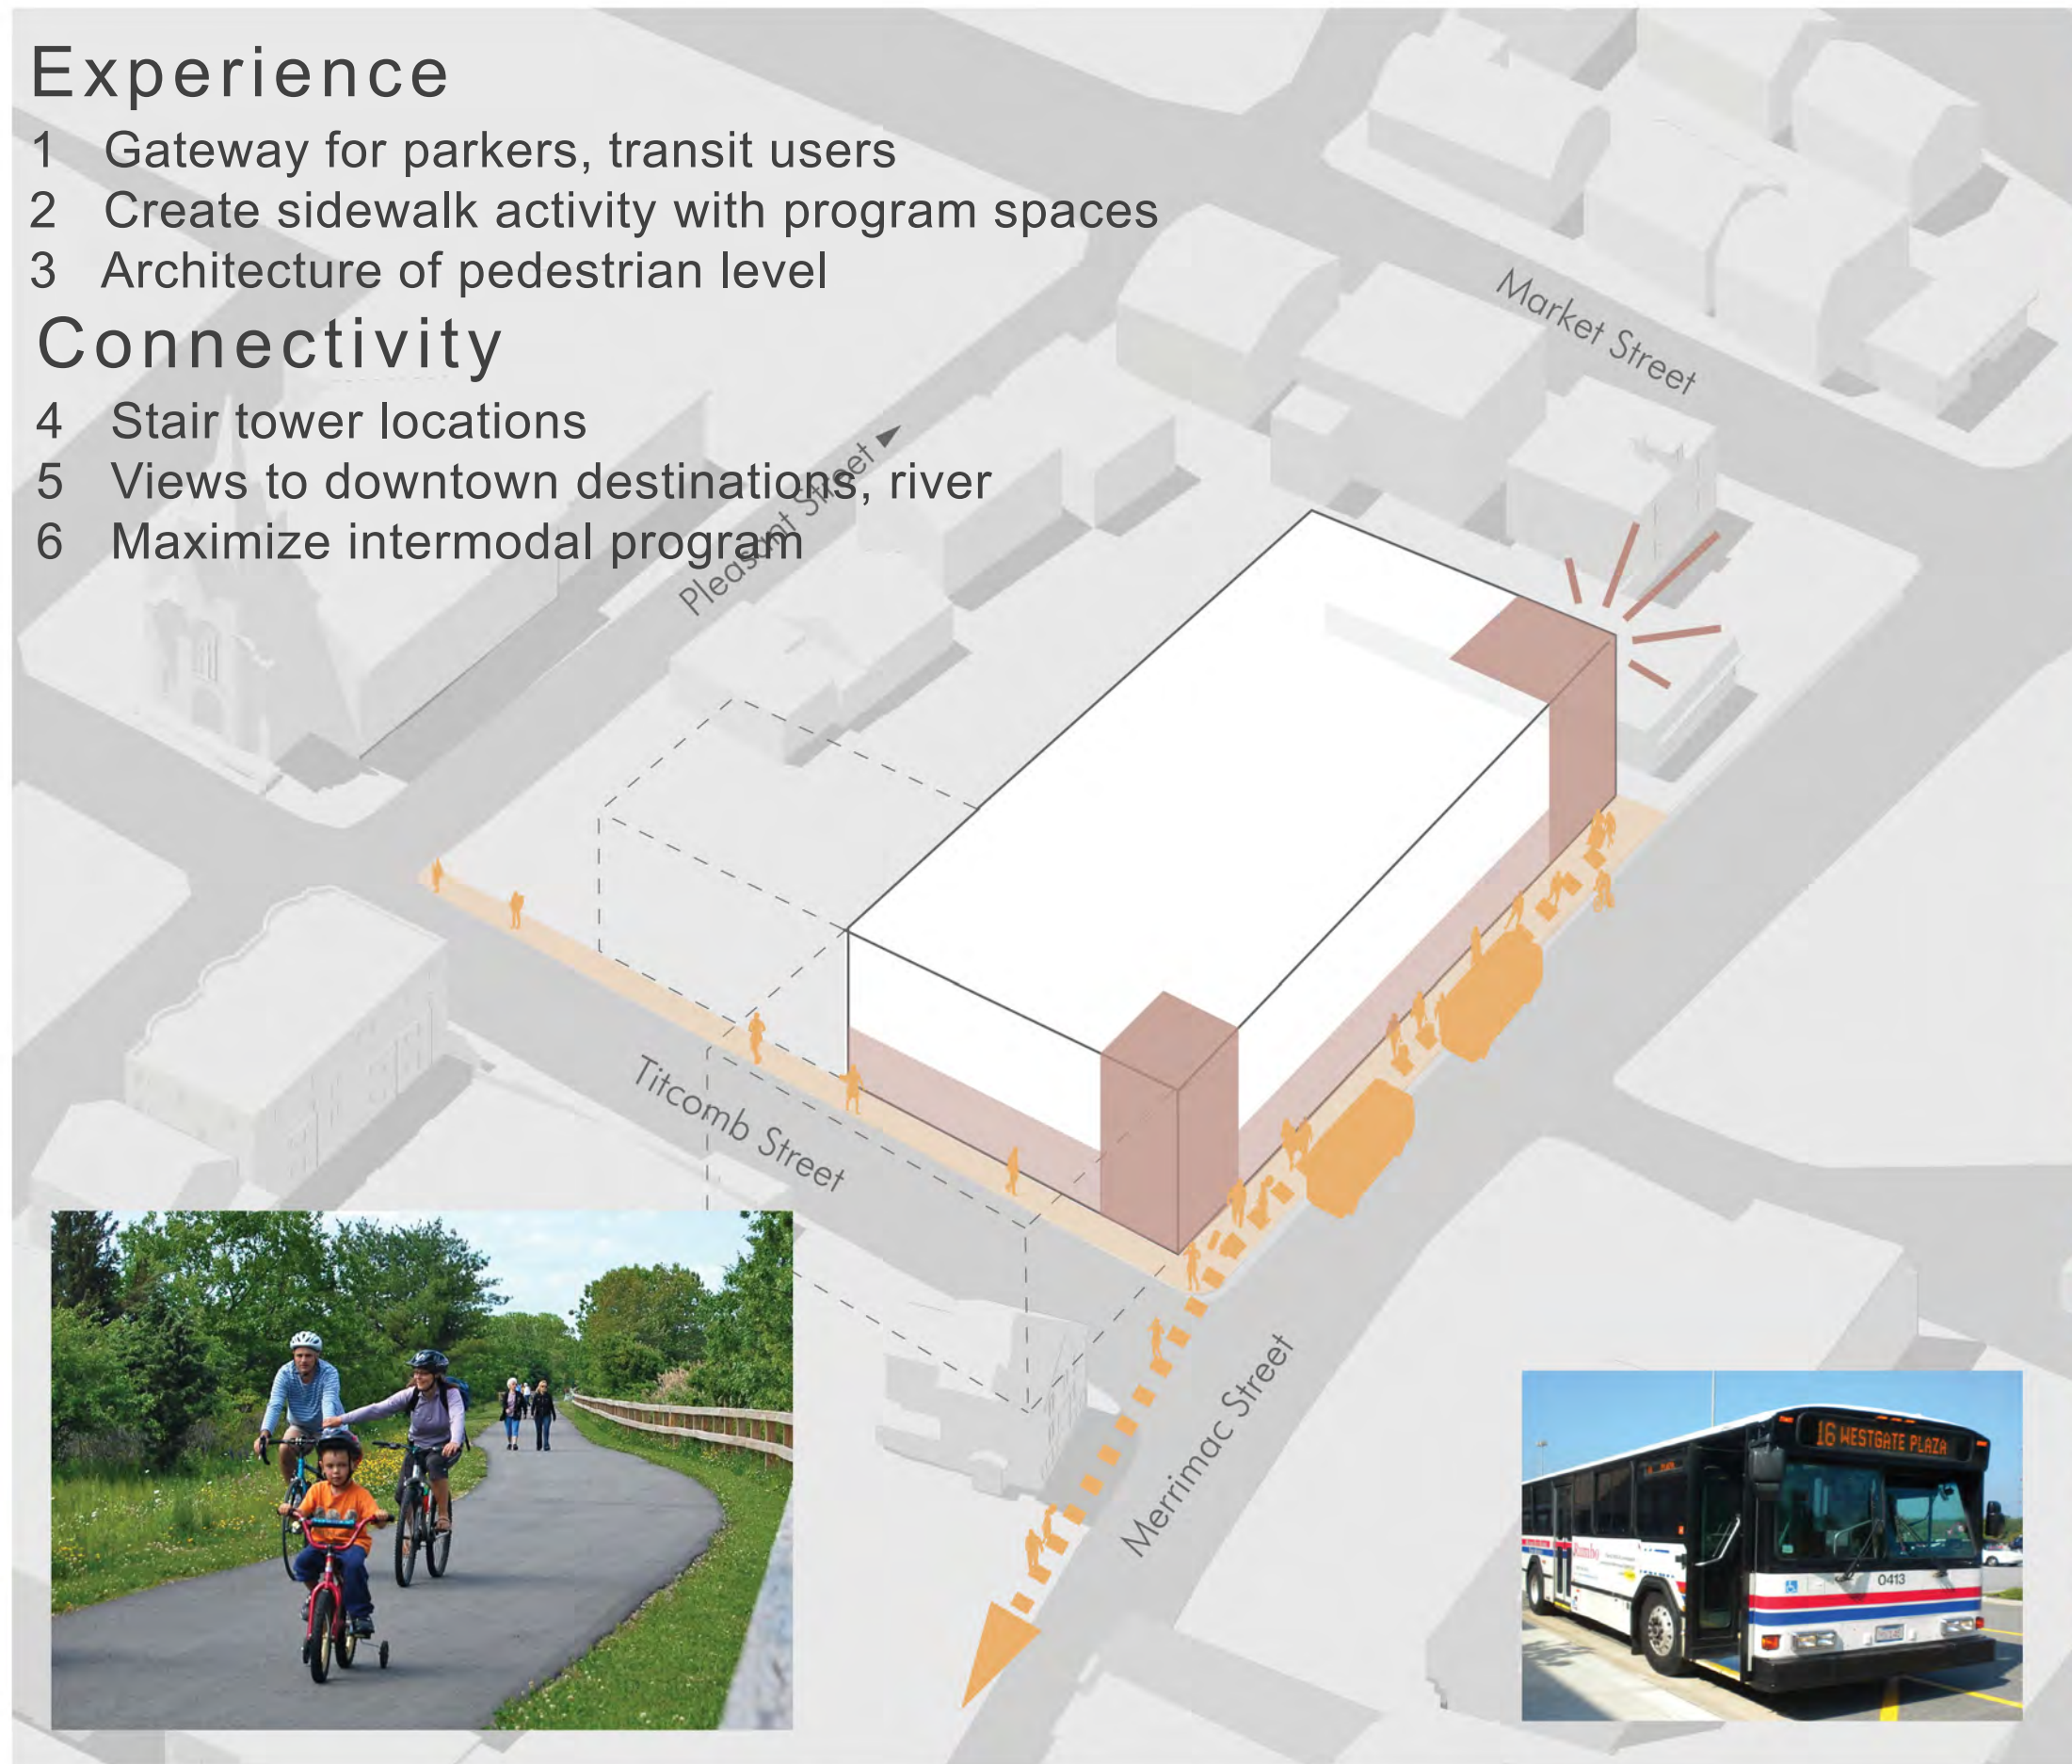 Experience
1 Gateway for parkers, transit users
2 Create sidewalk activity with program spaces
3 Architecture of pedestrian level
Connectivity
4 Stair tower locations
5 Views to downtown destinations, river
6 Maximize intermodal program
Market Street
Pleasant Street ►
Titcomb Street
Merrimac Street
16 WESTGATE PLAZA
Rumbo
0413